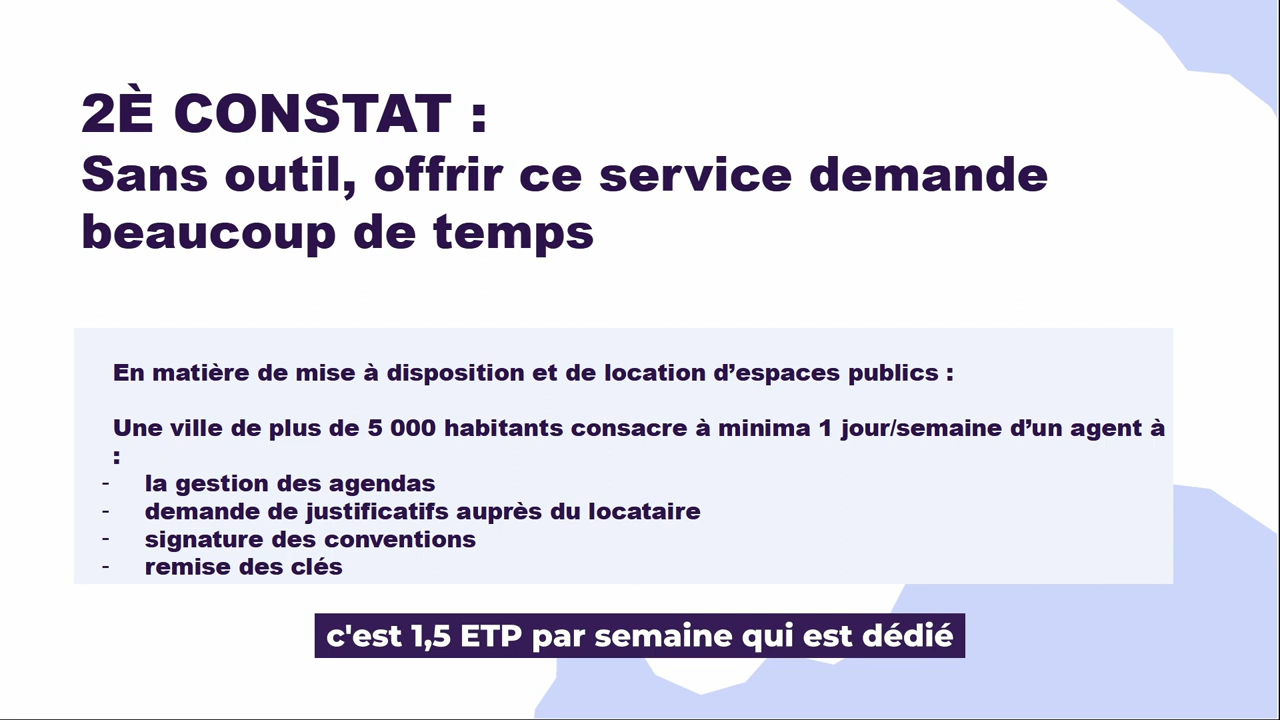 2È CONSTAT :
Sans outil, offrir ce service demande
beaucoup de temps
En matière de mise à disposition et de location d’espaces publics :
Une ville de plus de 5 000 habitants consacre à minima 1 jour/semaine d’un agent à
:
- la gestion des agendas
- demande de justificatifs auprès du locataire
- signature des conventions
- remise des clés
c'est 1,5 ETP par semaine qui est dédié